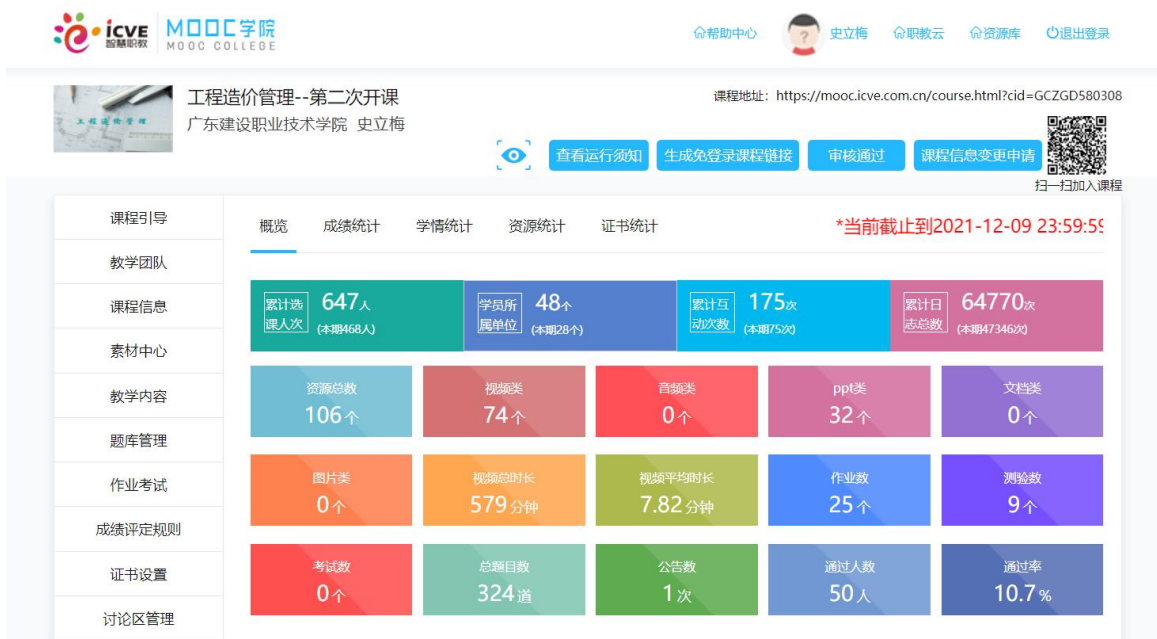 icve 智慧职教 MOOC学院 MOOC COLLEGE
帮助中心 史立梅 职教云 资源库 退出登录
工程造价管理
工程造价管理--第二次开课
课程地址：https://mooc.icve.com.cn/course.html?cid=GCZGD580308
广东建设职业技术学院 史立梅
查看运行须知 生成免登录课程链接 审核通过 课程信息变更申请
扫一扫加入课程
课程引导
教学团队
课程信息
素材中心
教学内容
题库管理
作业考试
成绩评定规则
证书设置
讨论区管理
概览 成绩统计 学情统计 资源统计 证书统计
*当前截止到2021-12-09 23:59:59
累计选课人次 647人 (本期468人)
学员所属单位 48个 (本期28个)
累计互动次数 175次 (本期75次)
累计日志总数 64770次 (本期47346次)
资源总数 视频类 音频类 ppt类 文档类
106个 74个 0个 32个 0个
图片类 视频总时长 视频平均时长 作业数 测验数
0个 579分钟 7.82分钟 25个 9个
考试数 总题目数 公告数 通过人数 通过率
0个 324道 1次 50人 10.7%